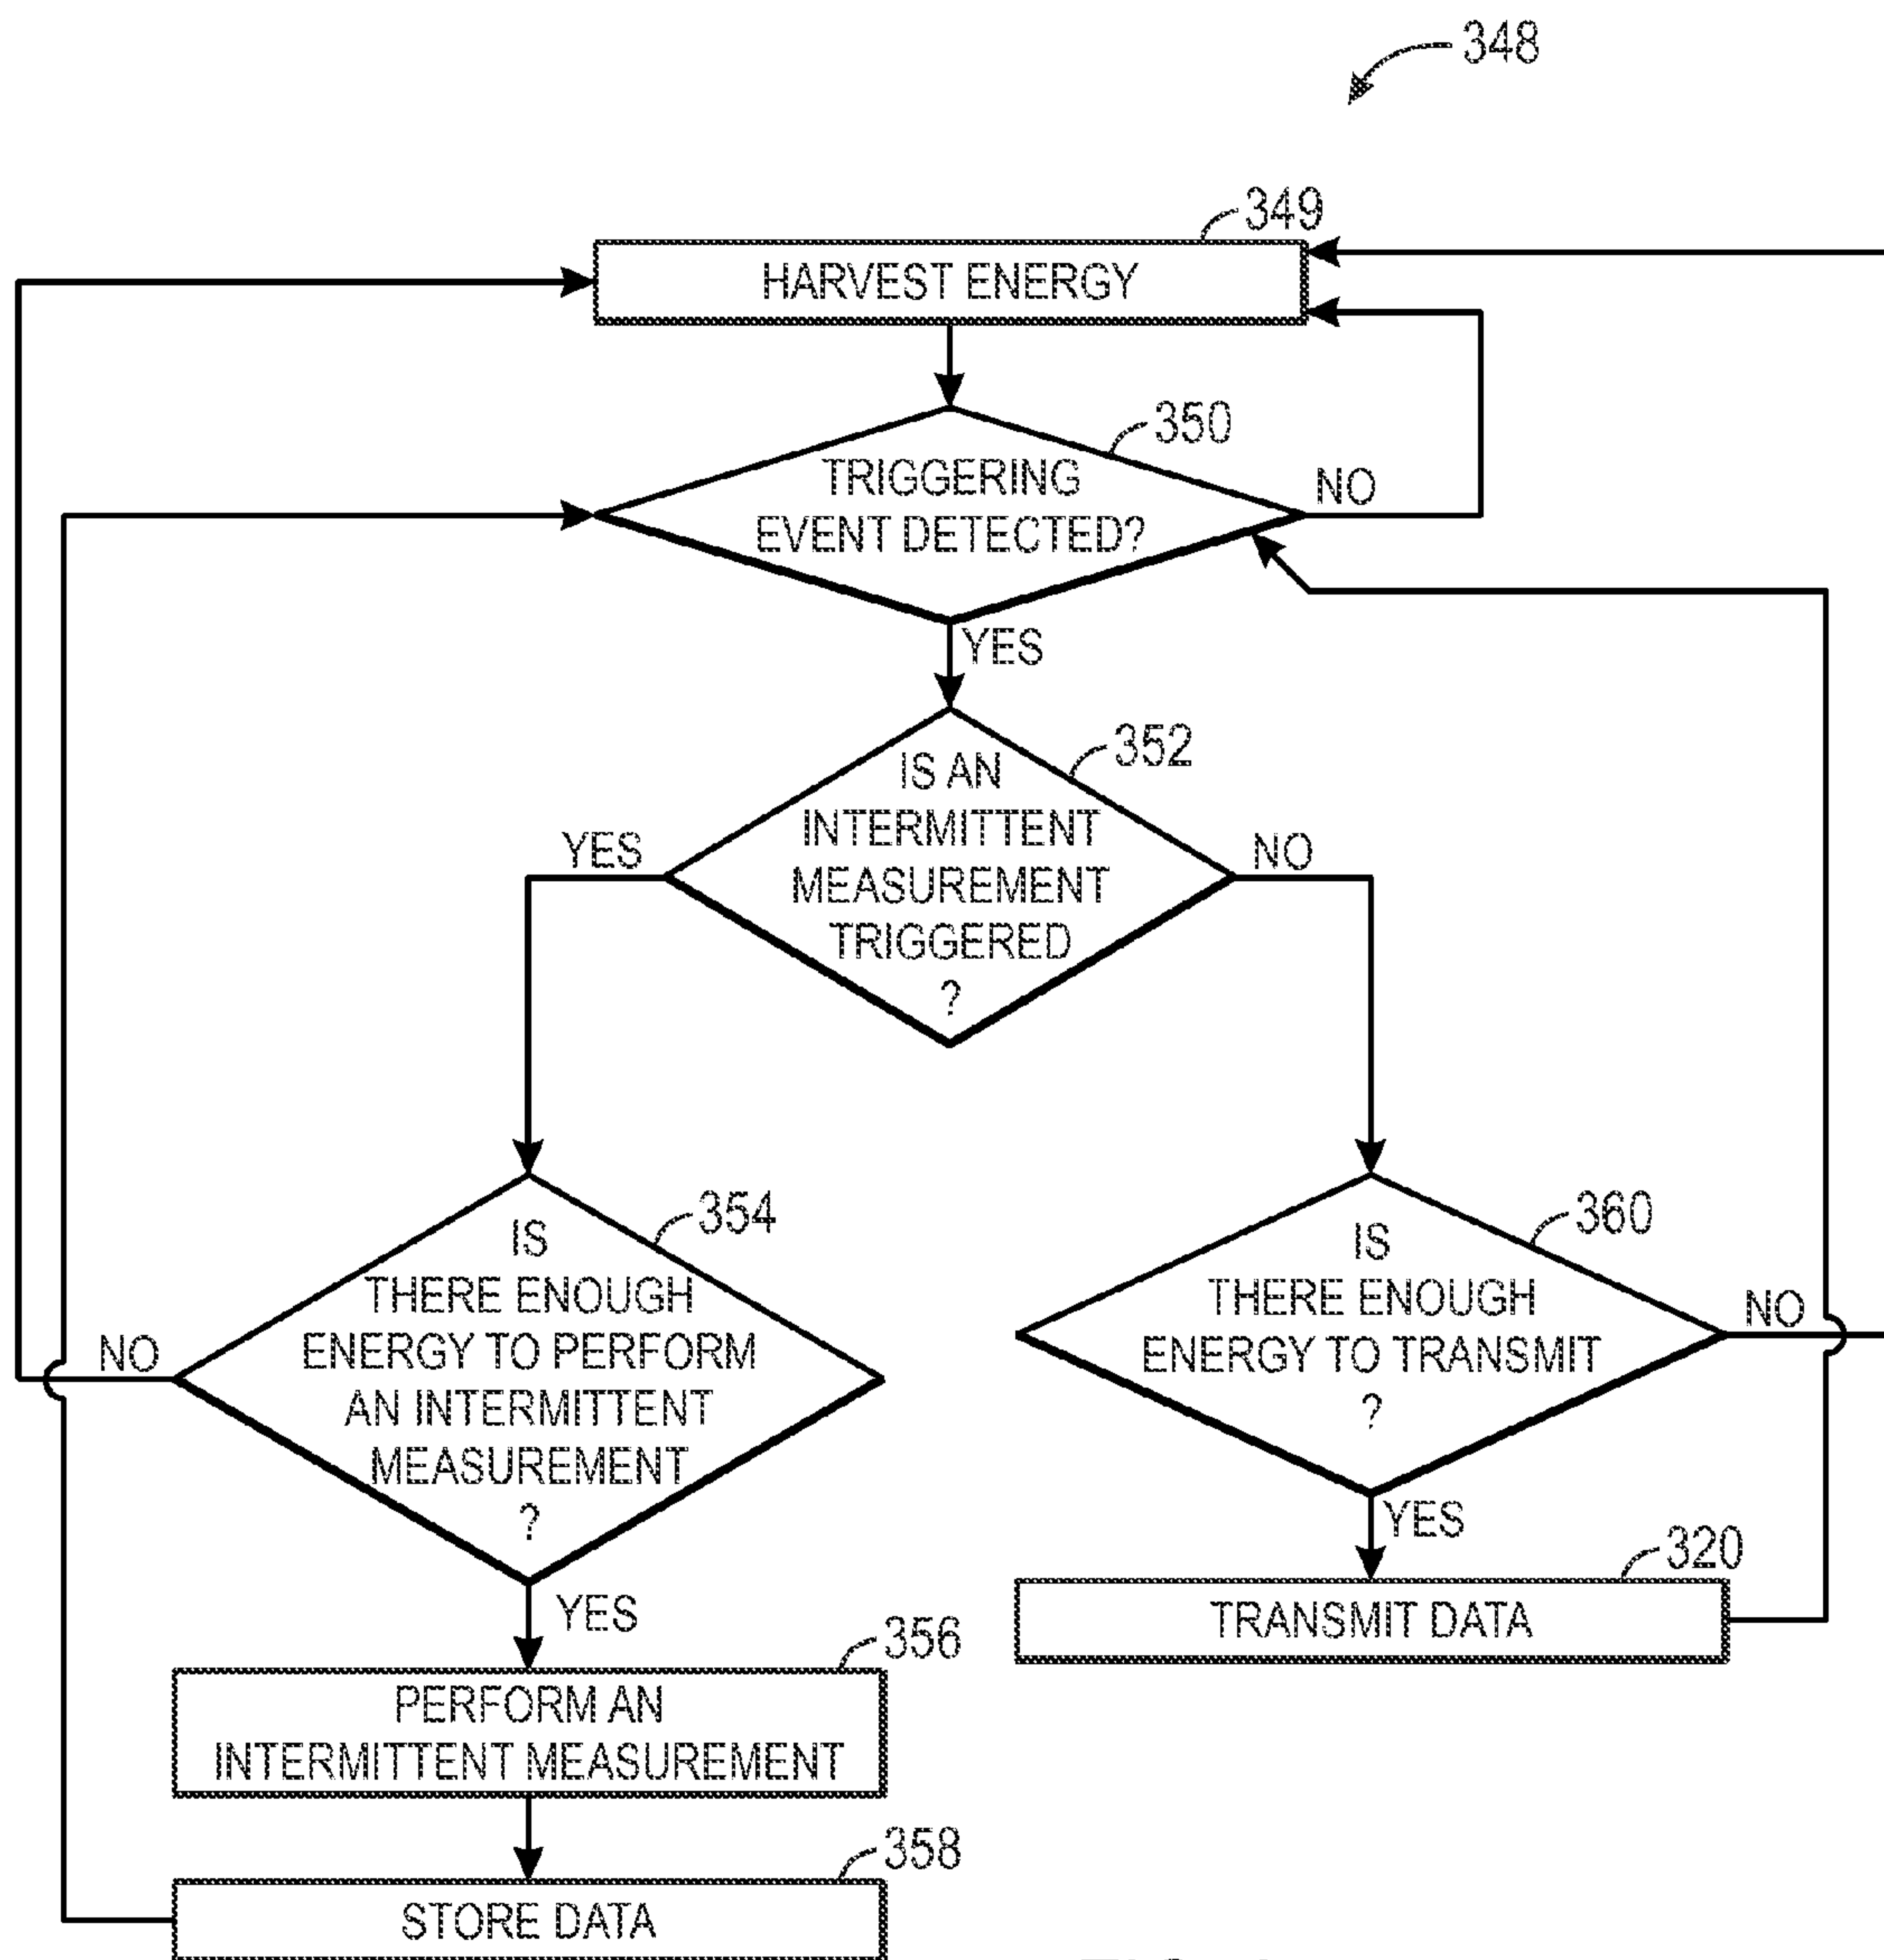 348
349
HARVEST ENERGY
350
TRIGGERING
EVENT DETECTED?
NO
YES
352
IS AN
INTERMITTENT
MEASUREMENT
TRIGGERED
?
YES
NO
354
IS
THERE ENOUGH
ENERGY TO PERFORM
AN INTERMITTENT
MEASUREMENT
?
NO
YES
360
IS
THERE ENOUGH
ENERGY TO TRANSMIT
?
NO
YES
320
TRANSMIT DATA
356
PERFORM AN
INTERMITTENT MEASUREMENT
358
STORE DATA